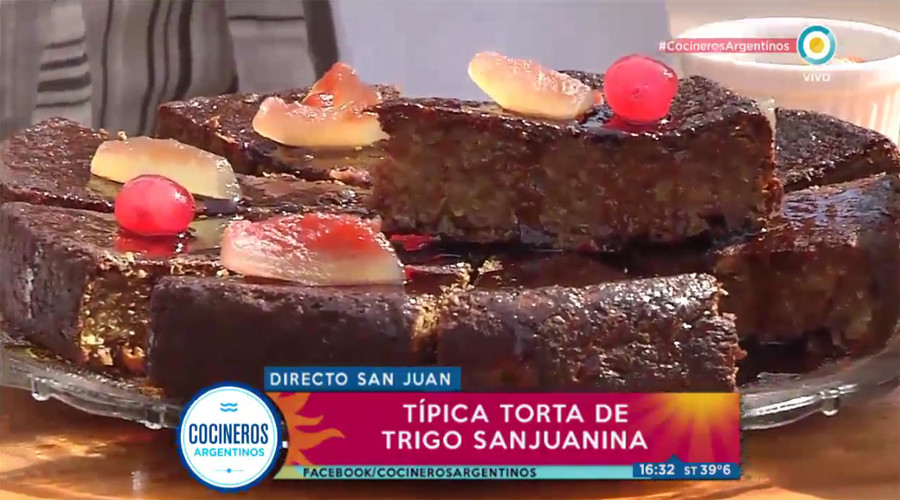 #CocinerosArgentinos
VIVO
DIRECTO SAN JUAN
TÍPICA TORTA DE
TRIGO SANJUANINA
COCINEROS
ARGENTINOS
FACEBOOK/COCINEROSARGENTINOS
16:32 ST 39°6